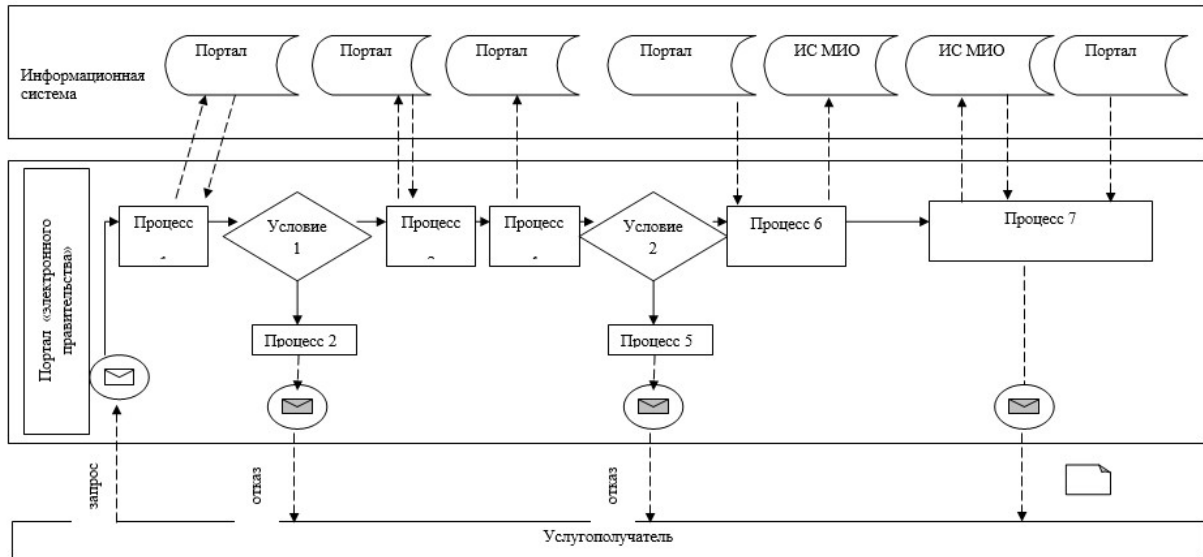 Портал
Портал
Портал
Портал
ИС МИО
ИС МИО
Портал
Информационная
система
Портал «электронного
правительства»
Процесс
Условие
1
Процесс
Процесс
Условие
2
Процесс 6
Процесс 7
Процесс 2
Процесс 5
запрос
отказ
отказ
Услугополучатель